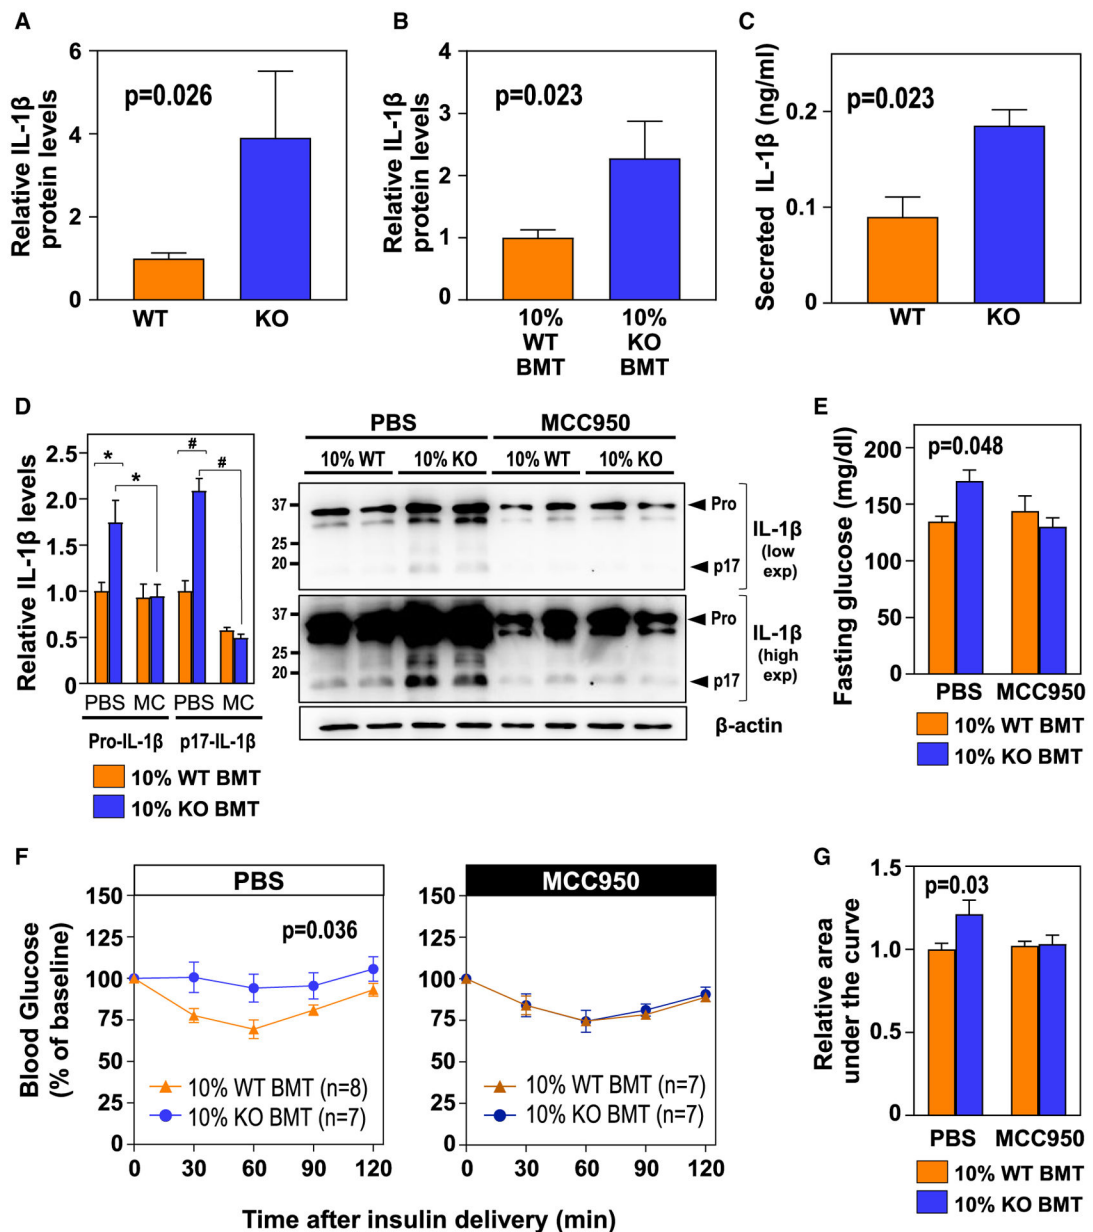 A
Relative IL-1β
protein levels
6
4
2
0
p=0.026
WT
KO
B
Relative IL-1β
protein levels
4
3
2
1
0
p=0.023
10%
WT
BMT
10%
KO
BMT
C
Secreted IL-1β (ng/ml)
0.2
0.1
0
p=0.023
WT
KO
D
Relative IL-1β levels
2.5
2.0
1.5
1.0
0.5
0
*
*
#
#
PBS MC PBS MC
Pro-IL-1β p17-IL-1β
10% WT BMT
10% KO BMT
PBS MCC950
10% WT 10% KO 10% WT 10% KO
37
25
20
Pro
p17
IL-1β
(low
exp)
37
25
20
Pro
p17
IL-1β
(high
exp)
β-actin
E
Fasting glucose (mg/dl)
200
150
100
50
0
p=0.048
PBS MCC950
10% WT BMT
10% KO BMT
F
Blood Glucose
(% of baseline)
PBS
150
125
100
75
50
25
0
p=0.036
10% WT BMT (n=8)
10% KO BMT (n=7)
0 30 60 90 120
MCC950
150
125
100
75
50
25
0
10% WT BMT (n=7)
10% KO BMT (n=7)
0 30 60 90 120
Time after insulin delivery (min)
G
Relative area
under the curve
1.5
1.0
0.5
0
p=0.03
PBS MCC950
10% WT BMT
10% KO BMT